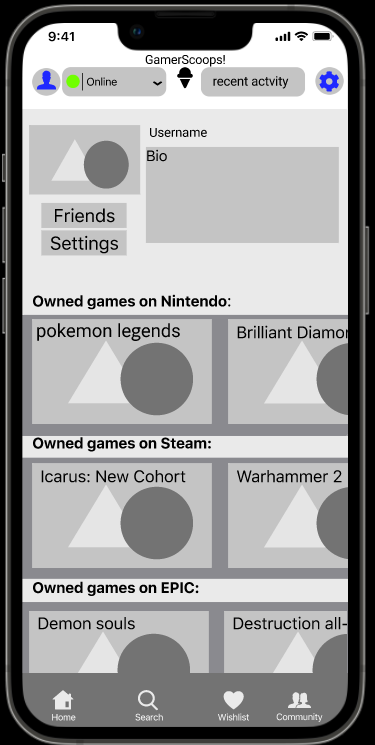 9:41
GamerScoops!
Online
recent actvity
Username
Bio
Friends
Settings
Owned games on Nintendo:
pokemon legends
Brilliant Diamor
Owned games on Steam:
Icarus: New Cohort
Warhammer 2
Owned games on EPIC:
Demon souls
Destruction all-
Home
Search
Wishlist
Community